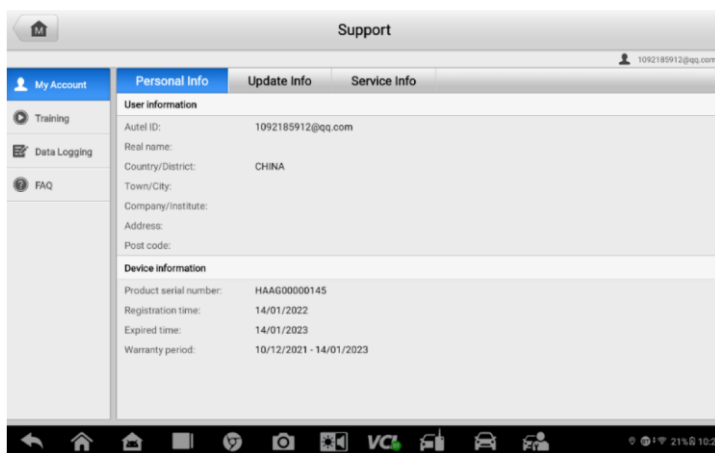 M
Support
1092185912@qq.com
My Account
Training
Data Logging
FAQ
Personal Info Update Info Service Info
User information
Autel ID: 1092185912@qq.com
Real name:
Country/District: CHINA
Town/City:
Company/Institute:
Address:
Post code:
Device information
Product serial number: HAAG00000145
Registration time: 14/01/2022
Expired time: 14/01/2023
Warranty period: 10/12/2021 - 14/01/2023
VCI 21% 10:2